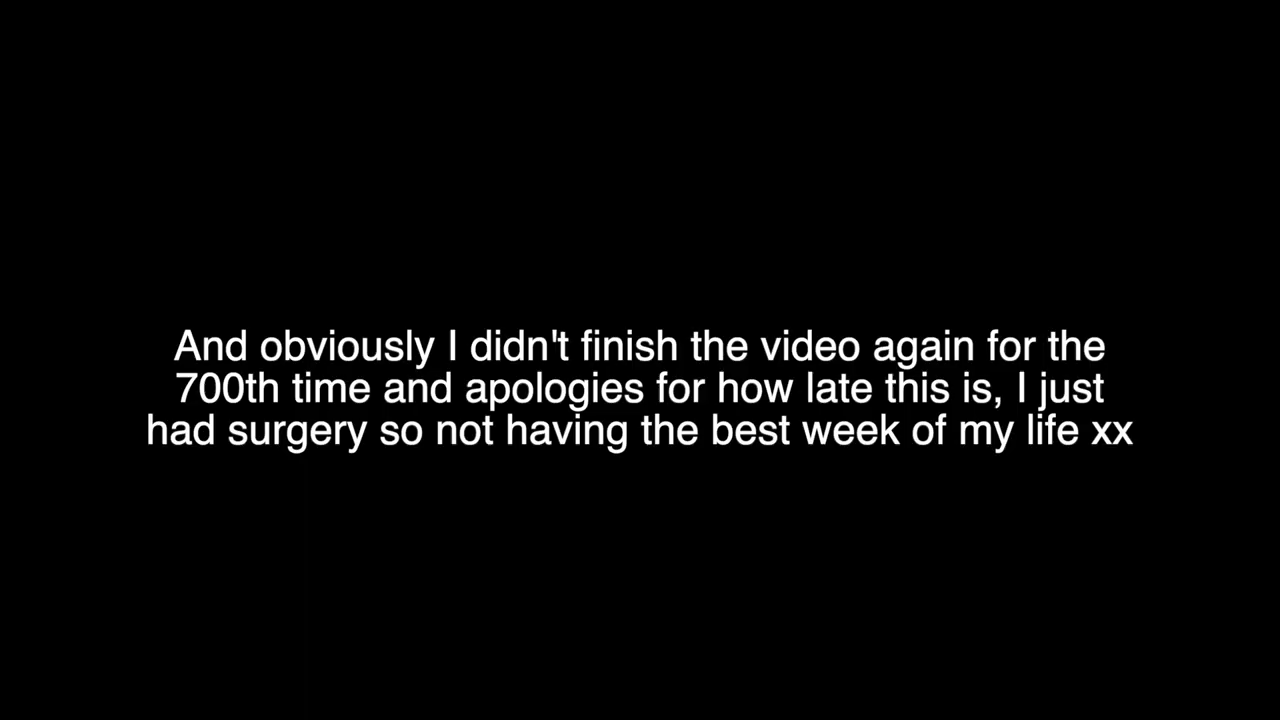 And obviously I didn't finish the video again for the
700th time and apologies for how late this is, I just
had surgery so not having the best week of my life xx